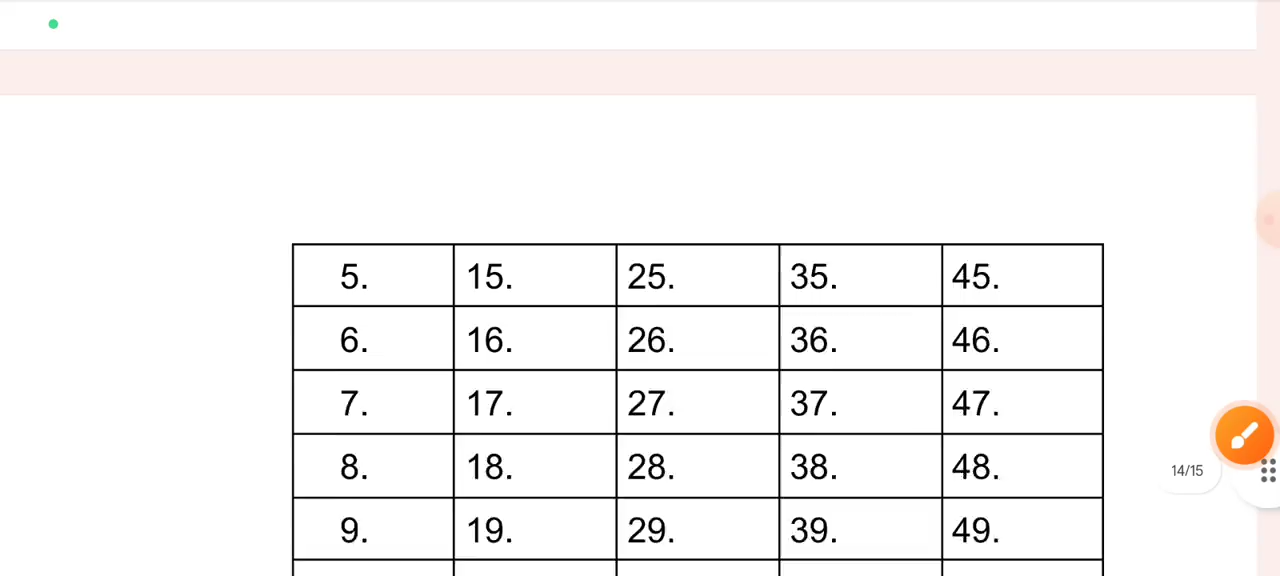 5. 15. 25. 35. 45.
6. 16. 26. 36. 46.
7. 17. 27. 37. 47.
8. 18. 28. 38. 48.
14/15
9. 19. 29. 39. 49.